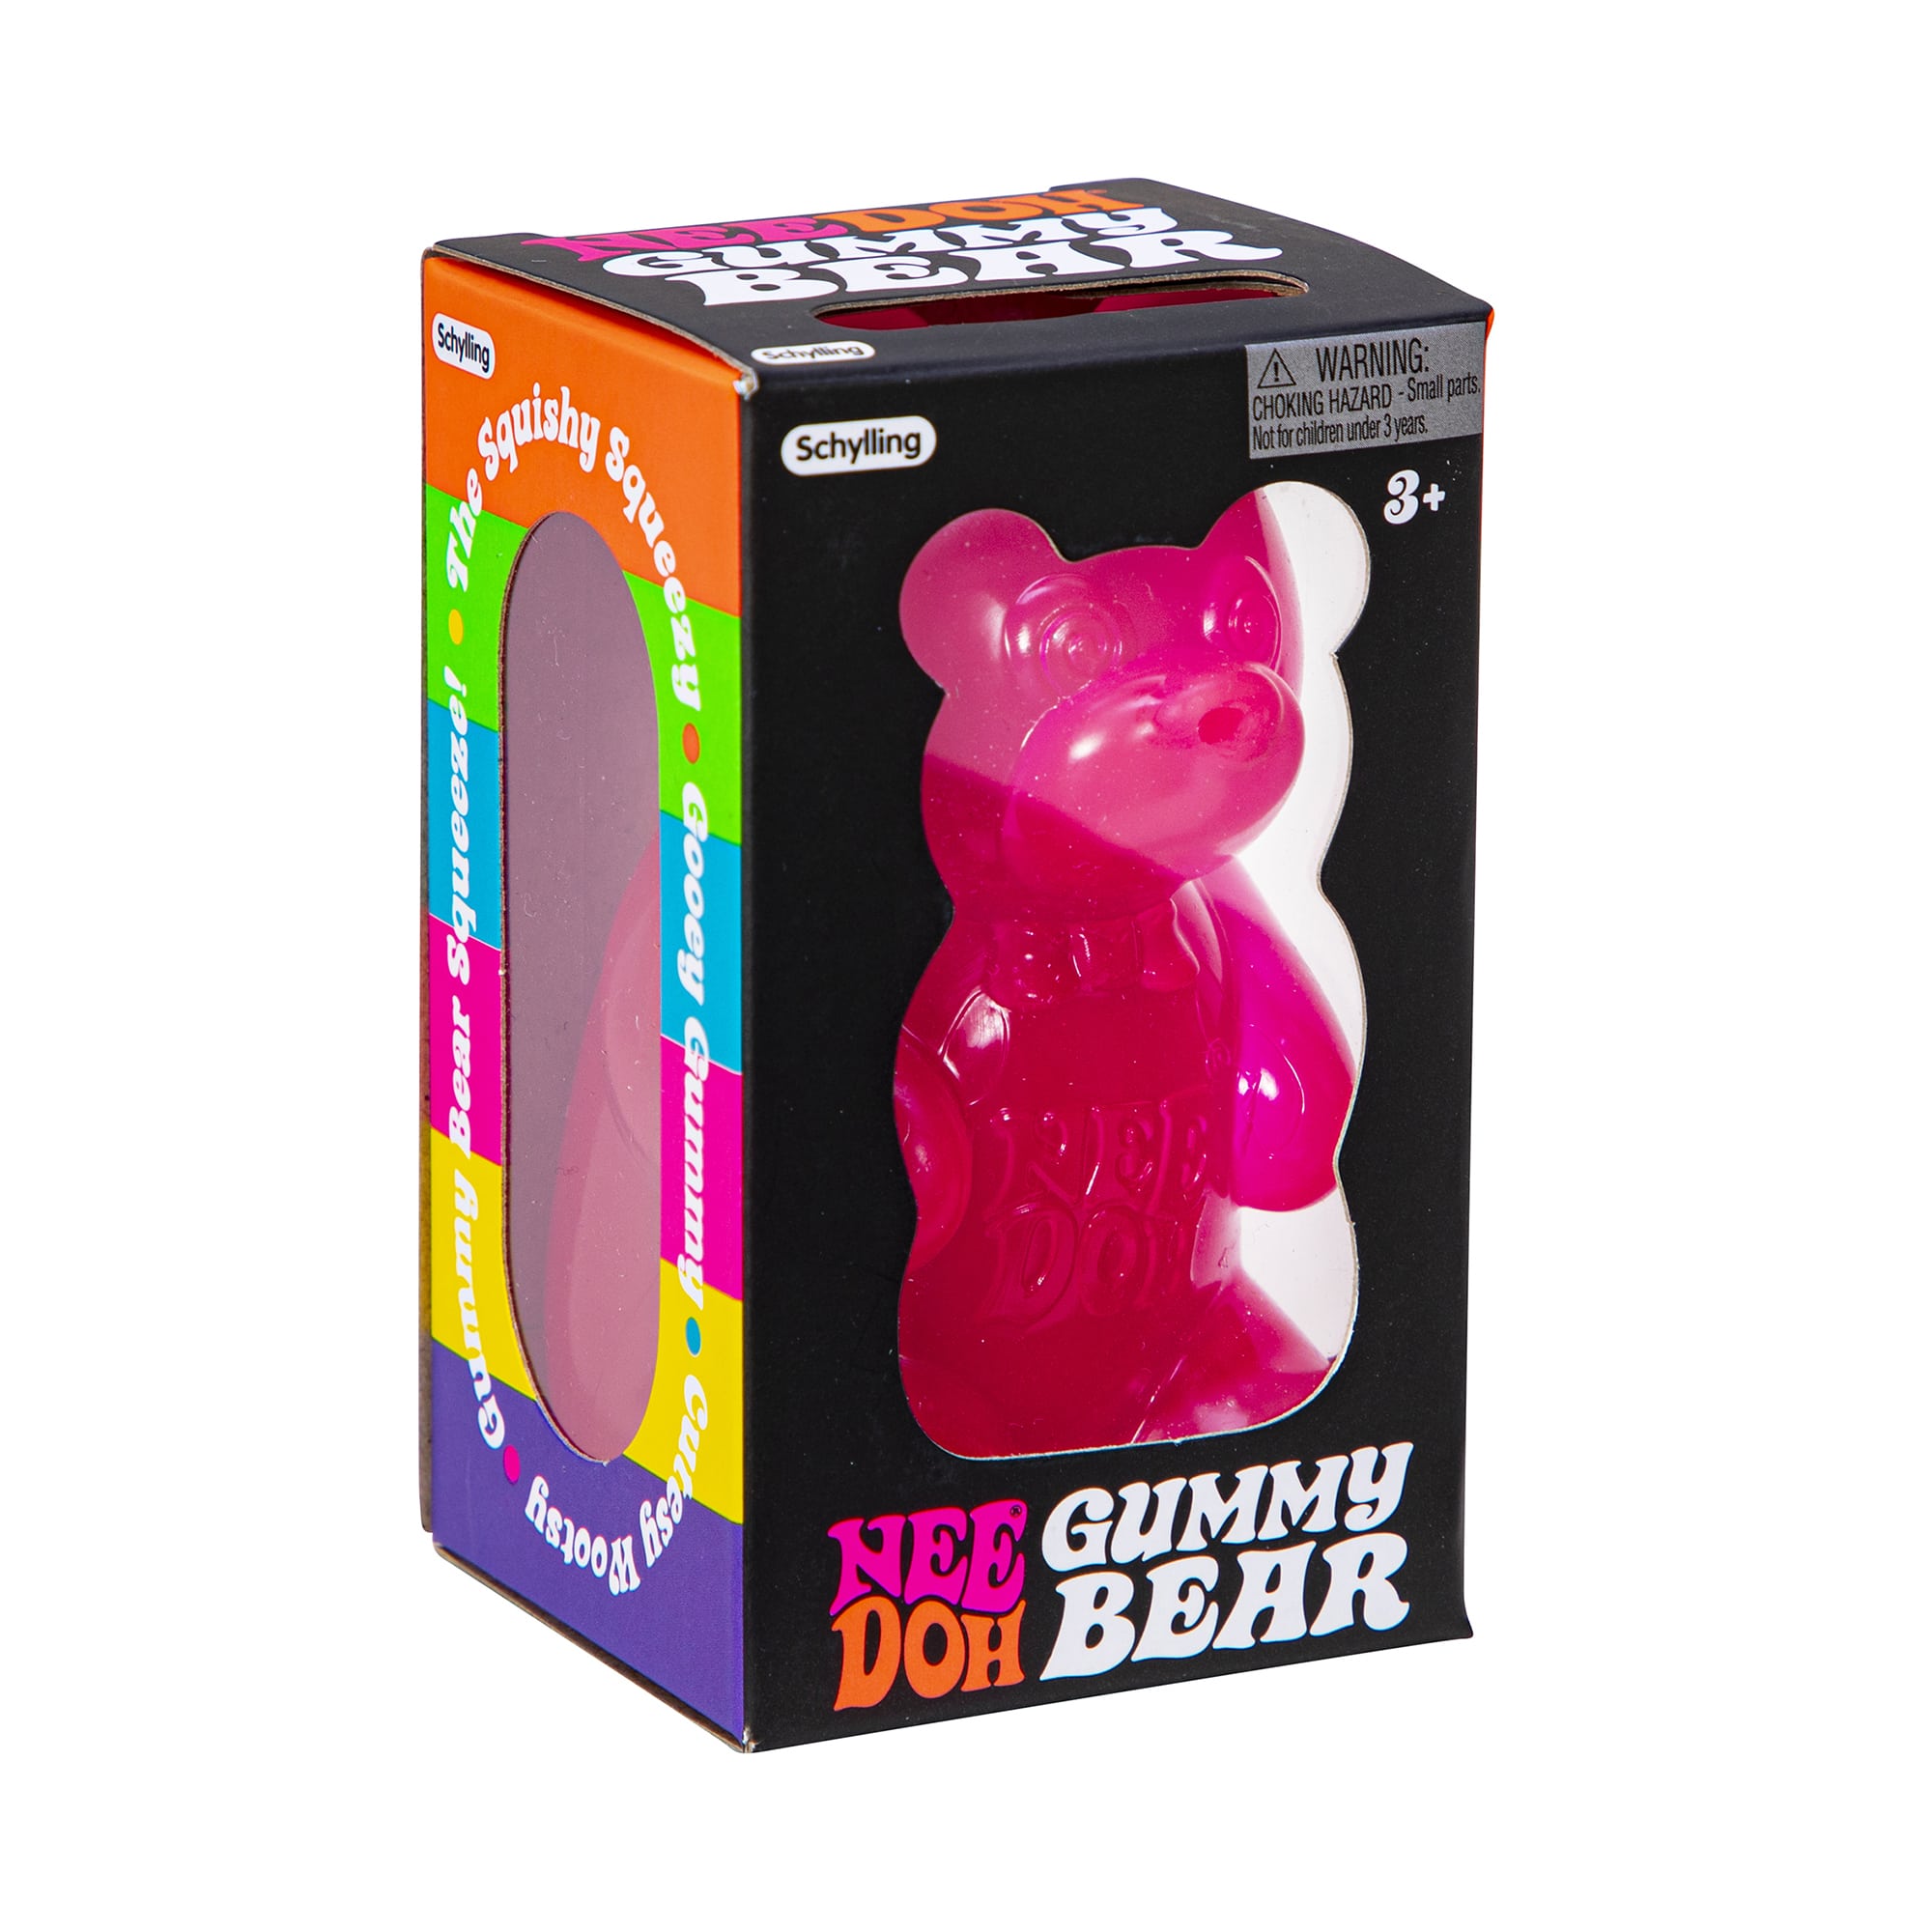 NEEDOH
GUMMY
BEAR
Schylling
Schylling
The Squishy Squeezy • Gooey Gummy • Cutesy Wootsy • Gummy Bear Squeeze! •
Schylling
WARNING:
CHOKING HAZARD - Small parts.
Not for children under 3 years.
3+
NEE
DOH
NEE®
DOH
GUMMY
BEAR